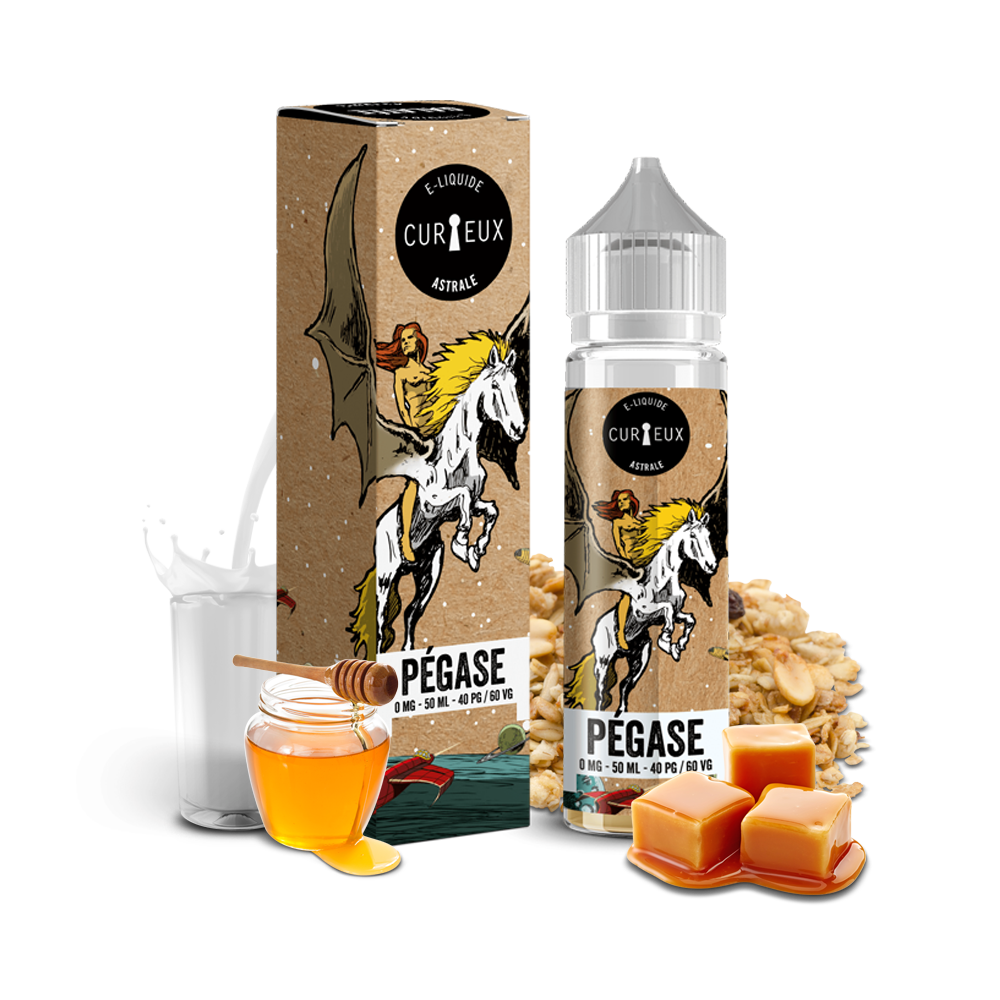 E-LIQUIDE
CURIEUX
ASTRALE
PÉGASE
0 MG - 50 ML - 40 PG / 60 VG
E-LIQUIDE
CURIEUX
ASTRALE
PÉGASE
0 MG - 50 ML - 40 PG / 60 VG